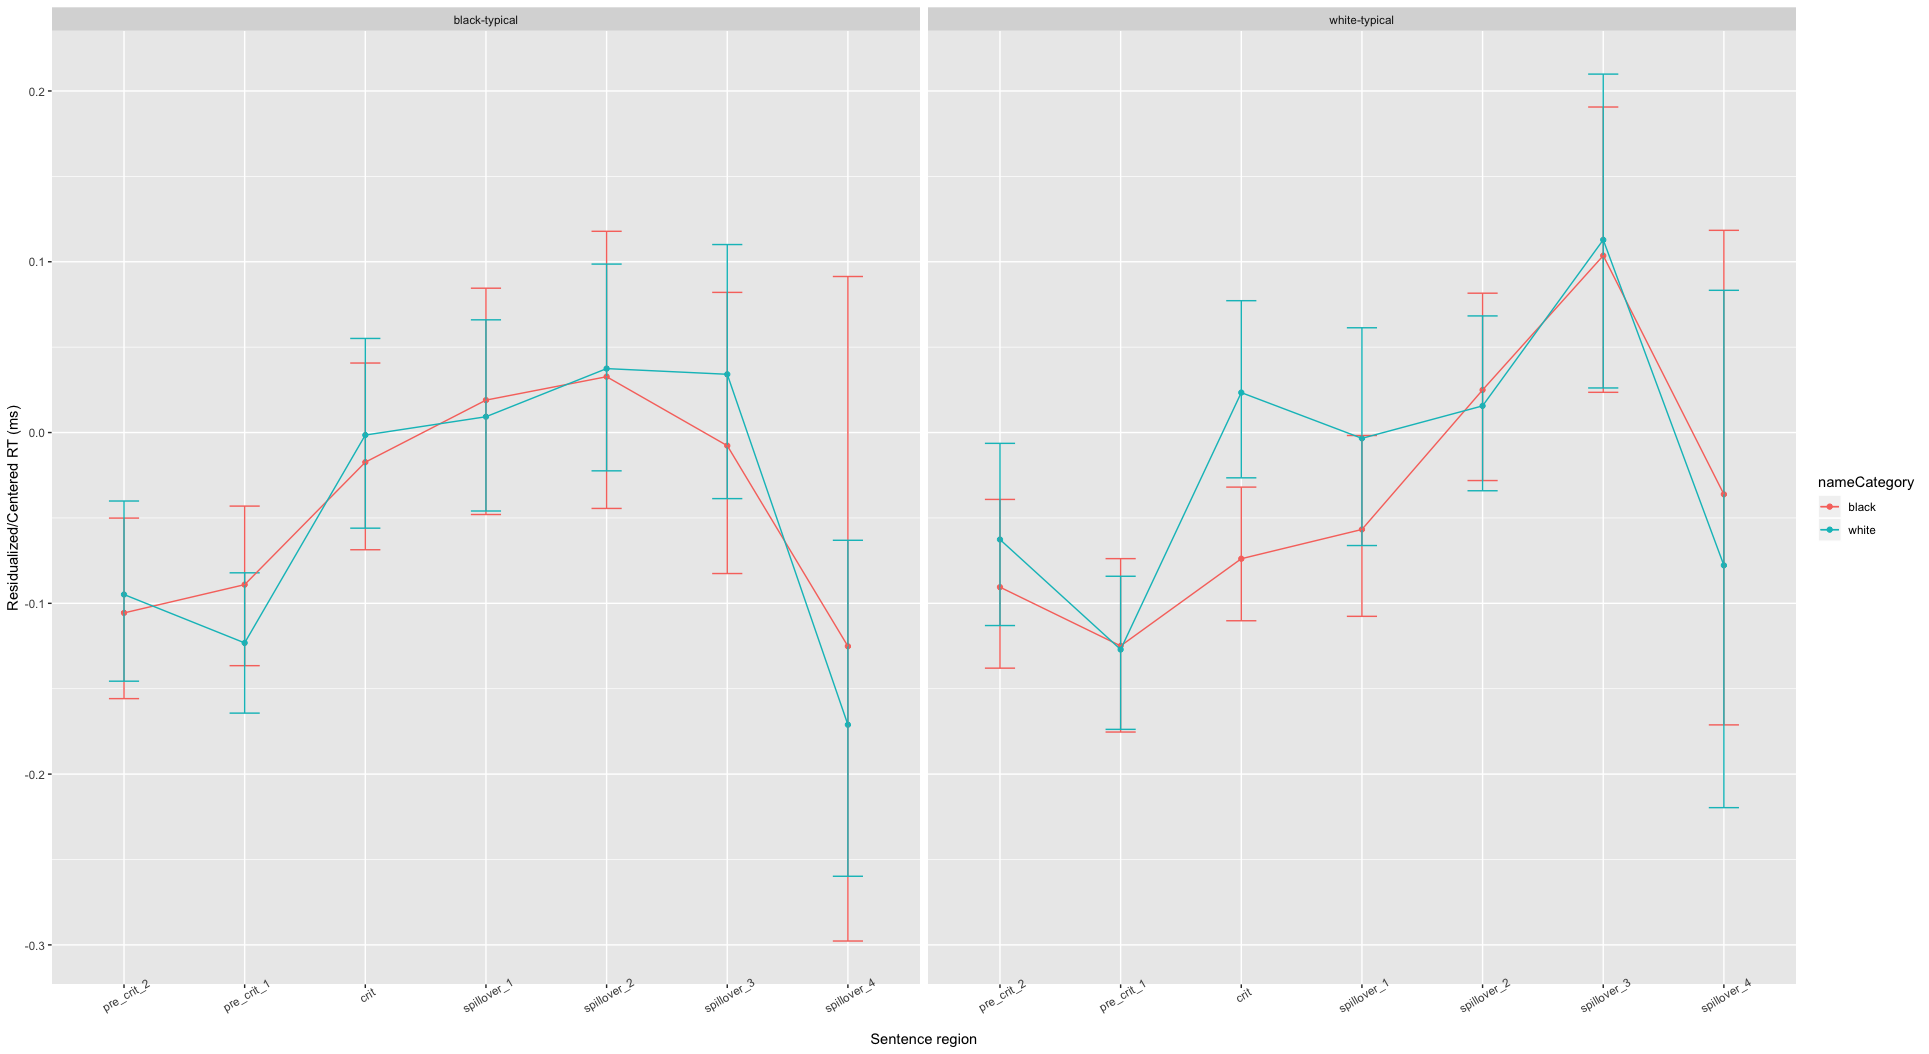 black-typical
white-typical
Residualized/Centered RT (ms)
0.2
0.1
0.0
-0.1
-0.2
-0.3
pre_crit_2
pre_crit_1
crit
spillover_1
spillover_2
spillover_3
spillover_4
pre_crit_2
pre_crit_1
crit
spillover_1
spillover_2
spillover_3
spillover_4
Sentence region
nameCategory
black
white